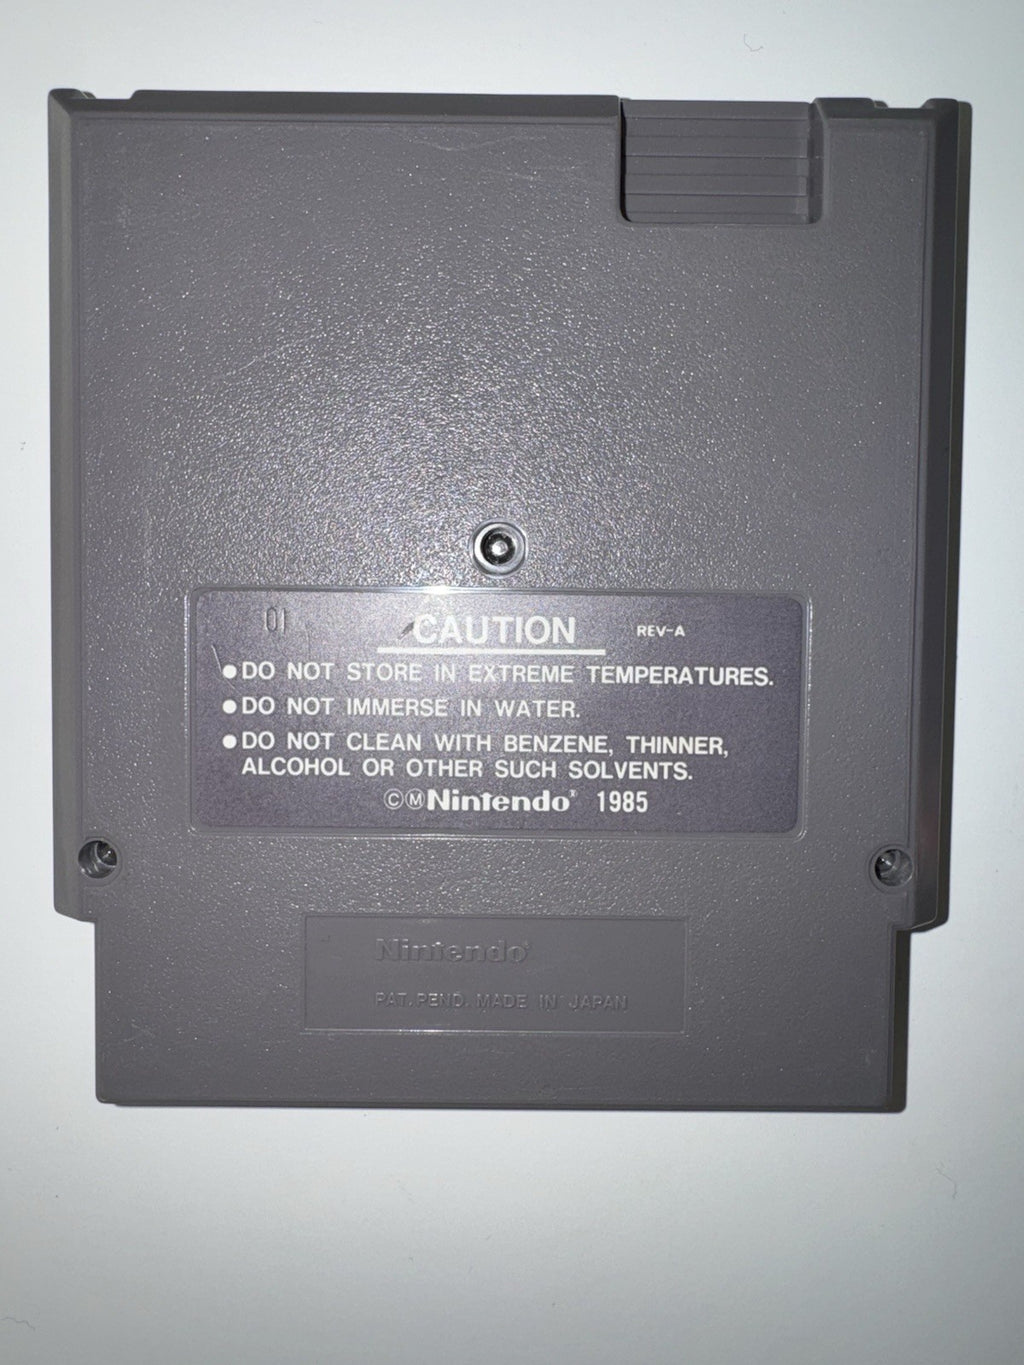 01
CAUTION REV-A
●DO NOT STORE IN EXTREME TEMPERATURES.
●DO NOT IMMERSE IN WATER.
●DO NOT CLEAN WITH BENZENE, THINNER,
ALCOHOL OR OTHER SUCH SOLVENTS.
©ⓂNintendo® 1985
Nintendo®
PAT. PEND. MADE IN JAPAN